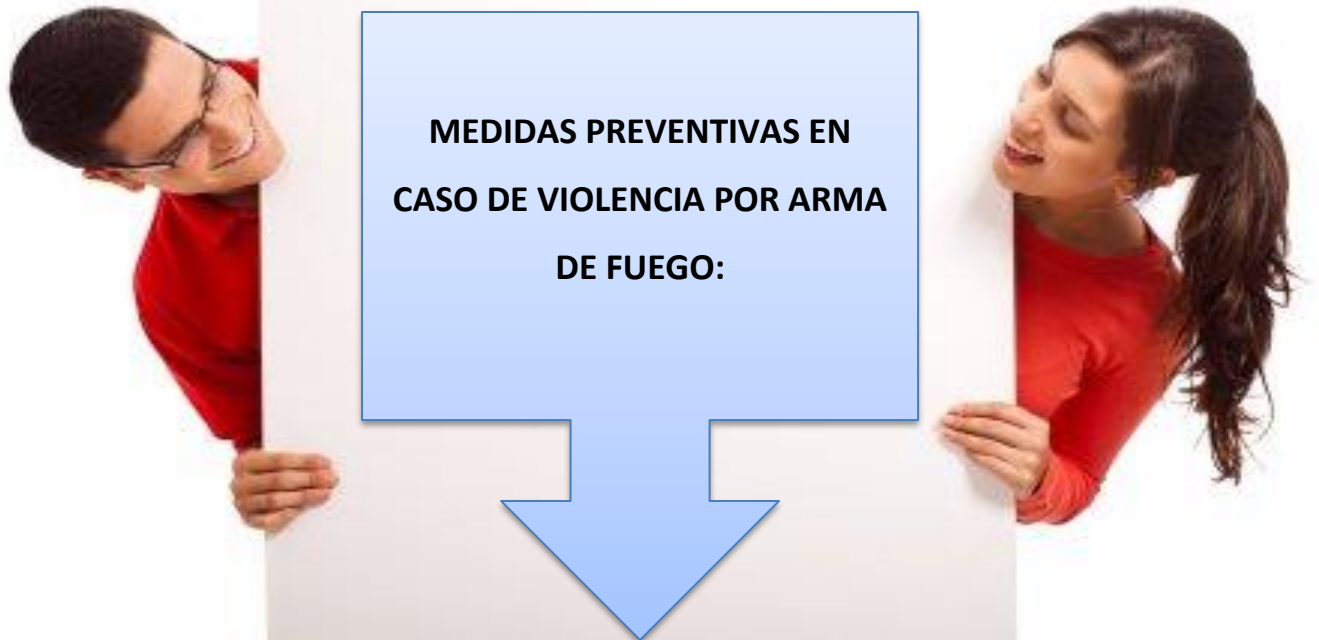 MEDIDAS PREVENTIVAS EN
CASO DE VIOLENCIA POR ARMA
DE FUEGO: